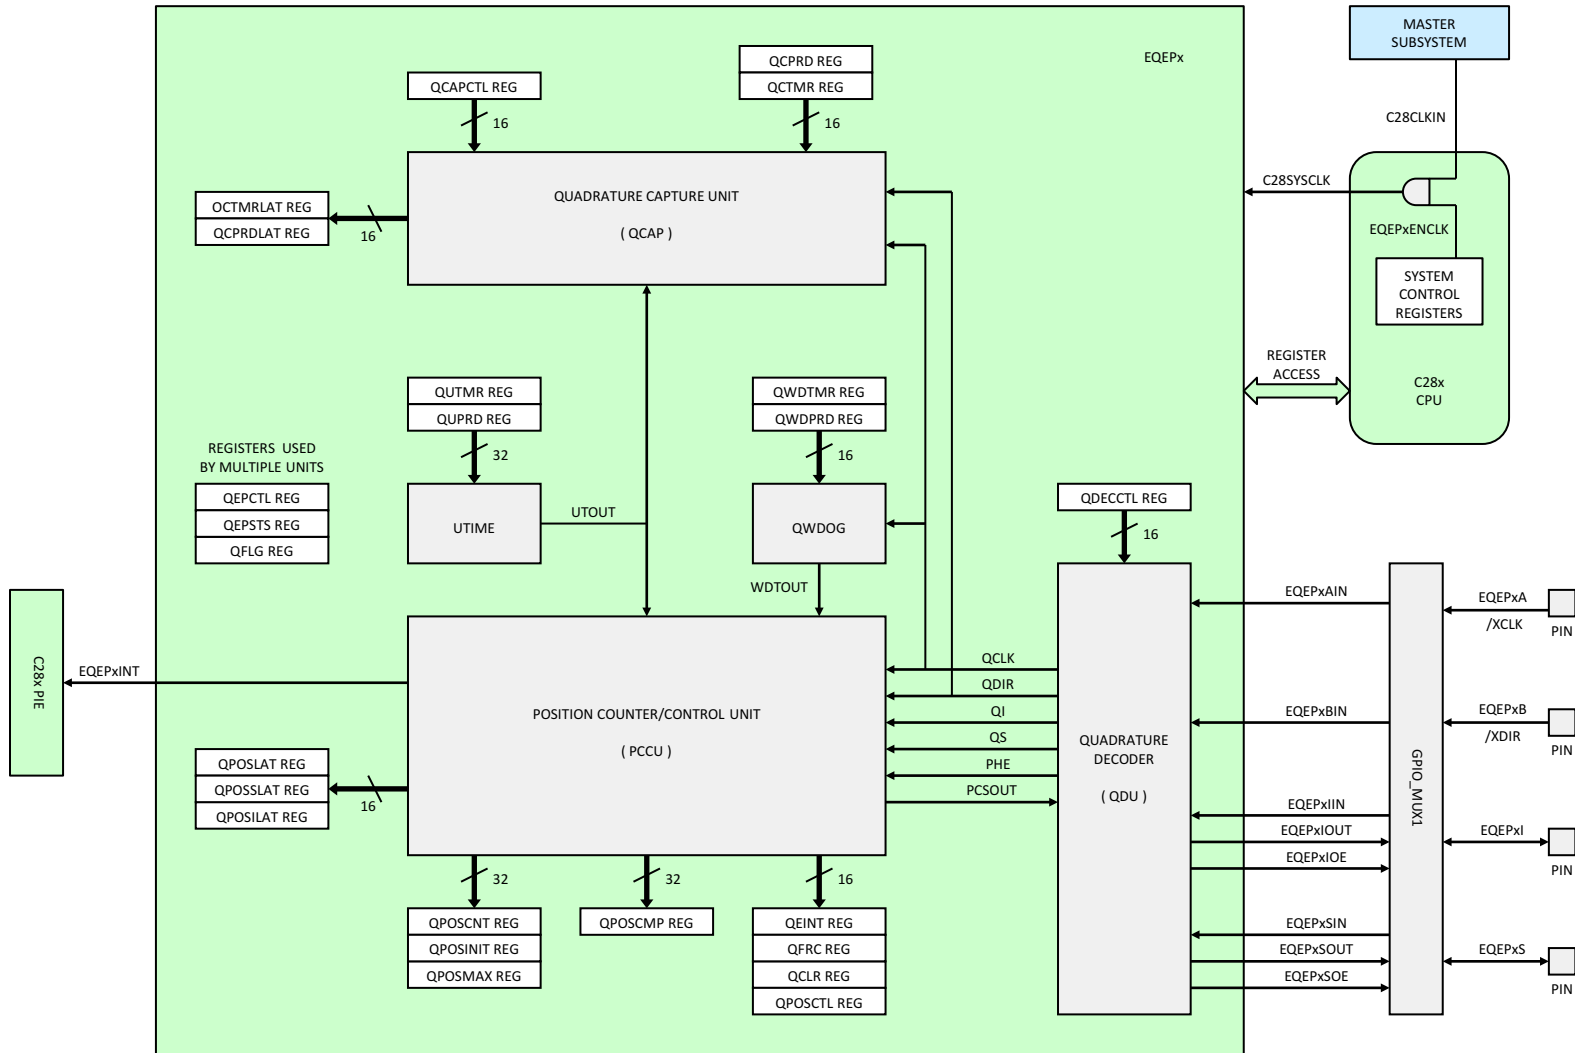 MASTER
SUBSYSTEM
EQEPx
QCPRD REG
QCTMR REG
QCAPCTL REG
16
16
C28CLKIN
QUADRATURE CAPTURE UNIT
( QCAP )
C28SYSCLK
OCTMRLAT REG
QCPRDLAT REG
16
EQEPxENCLK
SYSTEM
CONTROL
REGISTERS
REGISTER
ACCESS
C28x
CPU
QUTMR REG
QUPRD REG
32
QWDTMR REG
QWDPRD REG
16
REGISTERS USED
BY MULTIPLE UNITS
QEPCTL REG
QEPSTS REG
QFLG REG
UTIME
UTOUT
QWDOG
WDTOUT
QDECCTL REG
16
C28x PIE
EQEPxINT
POSITION COUNTER/CONTROL UNIT
( PCCU )
QCLK
QDIR
QI
QS
PHE
PCSOUT
QUADRATURE
DECODER
( QDU )
EQEPxAIN
EQEPxBIN
EQEPxIIN
EQEPxIOUT
EQEPxIOE
EQEPxSIN
EQEPxSOUT
EQEPxSOE
GPIO_MUX1
EQEPxA
/XCLK
PIN
EQEPxB
/XDIR
PIN
EQEPxI
PIN
EQEPxS
PIN
QPOSLAT REG
QPOSSLAT REG
QPOSILAT REG
16
32
32
16
QPOSCNT REG
QPOSINIT REG
QPOSMAX REG
QPOSCMP REG
QEINT REG
QFRC REG
QCLR REG
QPOSCTL REG